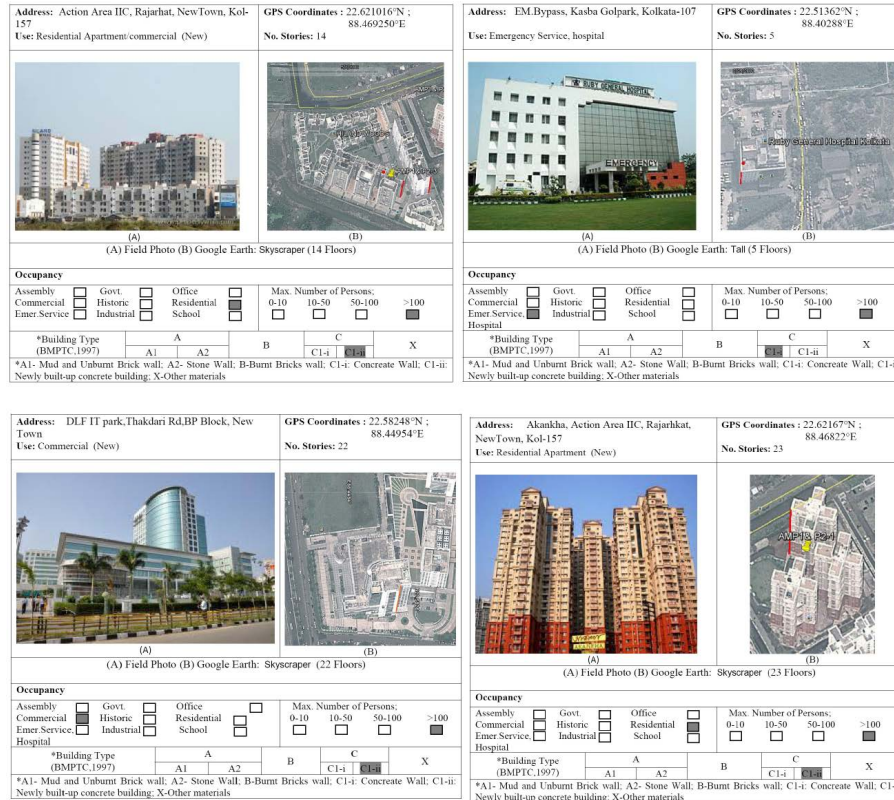 Address: Action Area IIC, Rajarhat, NewTown, Kol-
157
Use: Residential Apartment/commercial (New)
GPS Coordinates : 22.621016°N ;
88.469250°E
No. Stories: 14
(A)
(B)
(A) Field Photo (B) Google Earth: Skyscraper (14 Floors)
Occupancy
Assembly Govt. Office Max. Number of Persons;
Commercial Historic Residential 0-10 10-50 50-100 >100
Emer.Service Industrial School
*Building Type A B C X
(BMPTC,1997) A1 A2 C1-i C1-ii
*A1- Mud and Unburnt Brick wall; A2- Stone Wall; B-Burnt Bricks wall; C1-i: Concreate Wall; C1-ii:
Newly built-up concrete building; X-Other materials
Address: EM.Bypass, Kasba Golpark, Kolkata-107
Use: Emergency Service, hospital
GPS Coordinates : 22.51362°N ;
88.40288°E
No. Stories: 5
RUBY GENERAL HOSPITAL
EMERGENCY
Ruby General Hospital Kolkata
(A)
(B)
(A) Field Photo (B) Google Earth: Tall (5 Floors)
Occupancy
Assembly Govt. Office Max. Number of Persons;
Commercial Historic Residential 0-10 10-50 50-100 >100
Emer.Service, Industrial School
Hospital
*Building Type A B C X
(BMPTC,1997) A1 A2 C1-i C1-ii
*A1- Mud and Unburnt Brick wall; A2- Stone Wall; B-Burnt Bricks wall; C1-i: Concreate Wall; C1-ii:
Newly built-up concrete building; X-Other materials
Address: DLF IT park,Thakdari Rd,BP Block, New
Town
Use: Commercial (New)
GPS Coordinates : 22.58248°N ;
88.44954°E
No. Stories: 22
(A)
(B)
(A) Field Photo (B) Google Earth: Skyscraper (22 Floors)
Occupancy
Assembly Govt. Office Max. Number of Persons;
Commercial Historic Residential 0-10 10-50 50-100 >100
Emer.Service, Industrial School
Hospital
*Building Type A B C X
(BMPTC,1997) A1 A2 C1-i C1-ii
*A1- Mud and Unburnt Brick wall; A2- Stone Wall; B-Burnt Bricks wall; C1-i: Concreate Wall; C1-ii:
Newly built-up concrete building; X-Other materials
Address: Akankha, Action Area IIC, Rajarhkat,
NewTown, Kol-157
Use: Residential Apartment (New)
GPS Coordinates : 22.62167°N ;
88.46822°E
No. Stories: 23
AMP1 & P2-1
(A)
(B)
(A) Field Photo (B) Google Earth: Skyscraper (23 Floors)
Occupancy
Assembly Govt. Office Max. Number of Persons;
Commercial Historic Residential 0-10 10-50 50-100 >100
Emer.Service, Industrial School
Hospital
*Building Type A B C X
(BMPTC,1997) A1 A2 C1-i C1-ii
*A1- Mud and Unburnt Brick wall; A2- Stone Wall; B-Burnt Bricks wall; C1-i: Concreate Wall; C1-
Newly built-up concrete building; X-Other materials